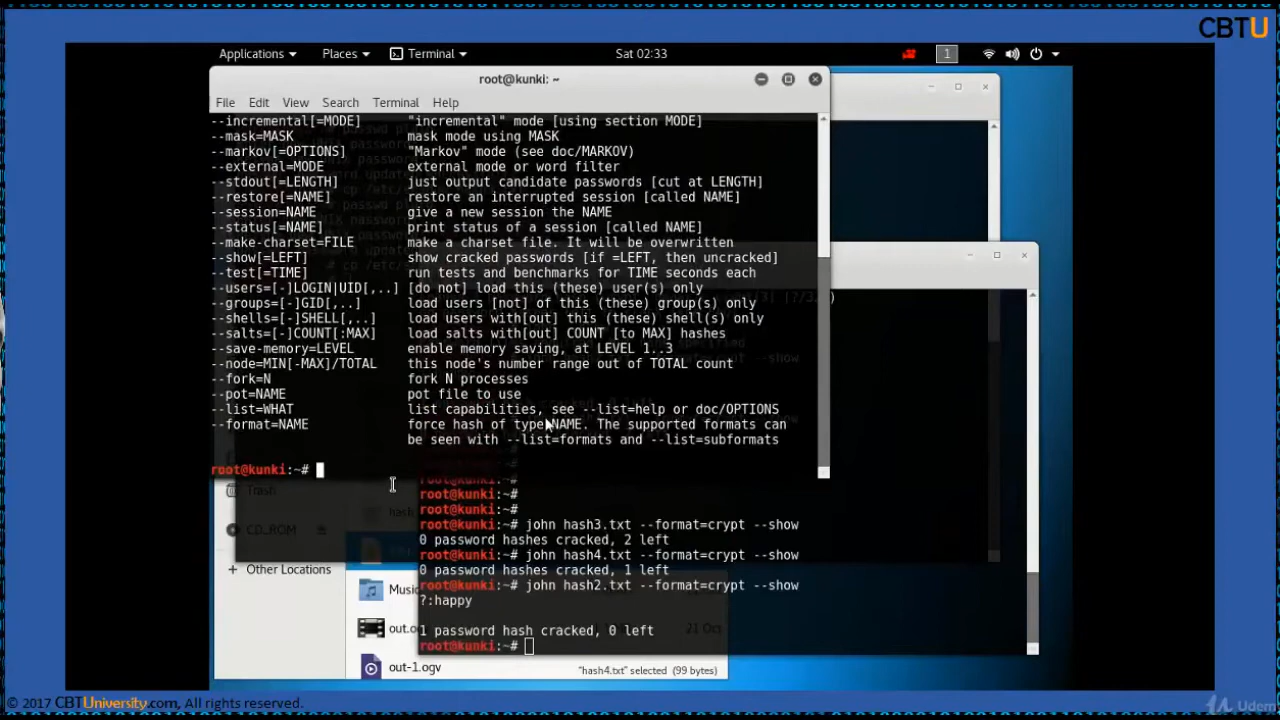 CBTU
Applications Places Terminal Sat 02:33 1
root@kunki: ~
File Edit View Search Terminal Help
--incremental[=MODE] "incremental" mode [using section MODE]
--mask=MASK mask mode using MASK
--markov[=OPTIONS] "Markov" mode (see doc/MARKOV)
--external=MODE external mode or word filter
--stdout[=LENGTH] just output candidate passwords [cut at LENGTH]
--restore[=NAME] restore an interrupted session [called NAME]
--session=NAME give a new session the NAME
--status[=NAME] print status of a session [called NAME]
--make-charset=FILE make a charset file. It will be overwritten
--show[=LEFT] show cracked passwords [if =LEFT, then uncracked]
--test[=TIME] run tests and benchmarks for TIME seconds each
--users=[-]LOGIN|UID[,..] [do not] load this (these) user(s) only
--groups=[-]GID[,..] load users [not] of this (these) group(s) only
--shells=[-]SHELL[,..] load users with[out] this (these) shell(s) only
--salts=[-]COUNT[:MAX] load salts with[out] COUNT [to MAX] hashes
--save-memory=LEVEL enable memory saving, at LEVEL 1..3
--node=MIN[-MAX]/TOTAL this node's number range out of TOTAL count
--fork=N fork N processes
--pot=NAME pot file to use
--list=WHAT list capabilities, see --list=help or doc/OPTIONS
--format=NAME force hash of type NAME. The supported formats can
be seen with --list=formats and --list=subformats
root@kunki:~#
Trash
CD_ROM
+ Other Locations
Music
out.o
out-1.ogv
root@kunki:~#
root@kunki:~#
root@kunki:~#
root@kunki:~# john hash3.txt --format=crypt --show
0 password hashes cracked, 2 left
root@kunki:~# john hash4.txt --format=crypt --show
0 password hashes cracked, 1 left
root@kunki:~# john hash2.txt --format=crypt --show
?:happy
1 password hash cracked, 0 left
root@kunki:~#
"hash4.txt" selected (99 bytes)
© 2017 CBTUniversity.com, All rights reserved.